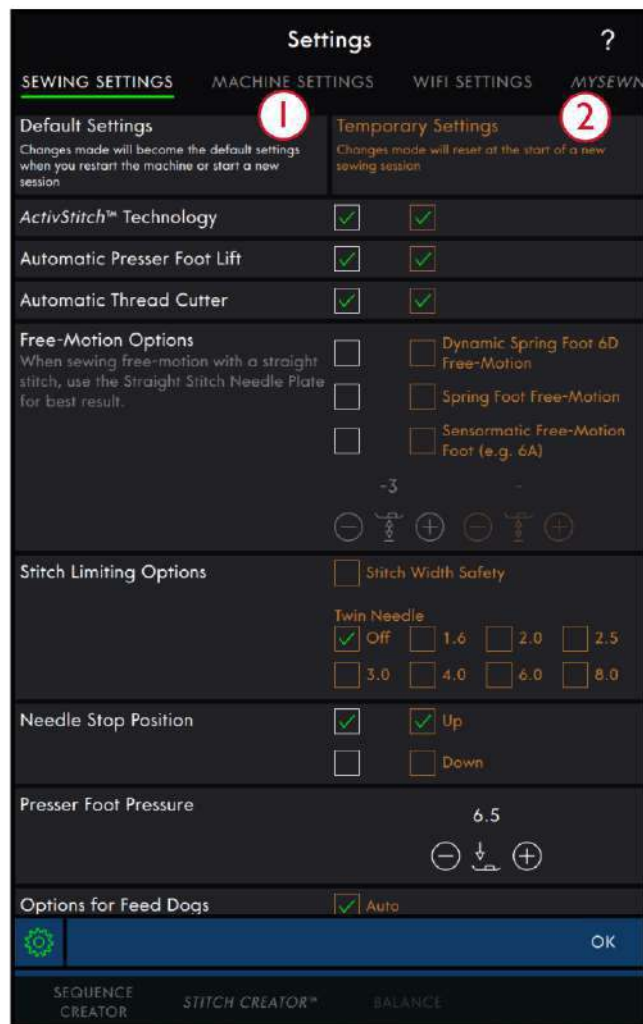 Settings ?
SEWING SETTINGS MACHINE SETTINGS WIFI SETTINGS MYSEWN
1 2
Default Settings
Changes made will become the default settings
when you restart the machine or start a new
session
Temporary Settings
Changes made will reset at the start of a new
sewing session
ActivStitch™ Technology
Automatic Presser Foot Lift
Automatic Thread Cutter
Free-Motion Options
When sewing free-motion with a straight
stitch, use the Straight Stitch Needle Plate
for best result.
Dynamic Spring Foot 6D
Free-Motion
Spring Foot Free-Motion
Sensormatic Free-Motion
Foot (e.g. 6A)
-3 -
Stitch Limiting Options
Stitch Width Safety
Twin Needle
Off 1.6 2.0 2.5
3.0 4.0 6.0 8.0
Needle Stop Position
Up
Down
Presser Foot Pressure
6.5
Options for Feed Dogs
Auto
OK
SEQUENCE
CREATOR
STITCH CREATOR™
BALANCE